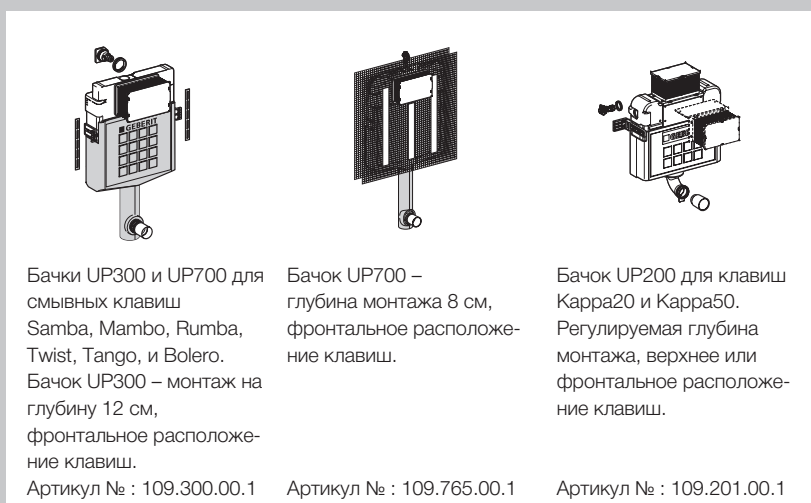 GEBERIT
Бачки UP300 и UP700 для
смывных клавиш
Samba, Mambo, Rumba,
Twist, Tango, и Bolero.
Бачок UP300 – монтаж на
глубину 12 см,
фронтальное расположе-
ние клавиш.
Артикул № : 109.300.00.1
Бачок UP700 –
глубина монтажа 8 см,
фронтальное расположе-
ние клавиш.
Артикул № : 109.765.00.1
Бачок UP200 для клавиш
Kappa20 и Kappa50.
Регулируемая глубина
монтажа, верхнее или
фронтальное расположе-
ние клавиш.
Артикул № : 109.201.00.1